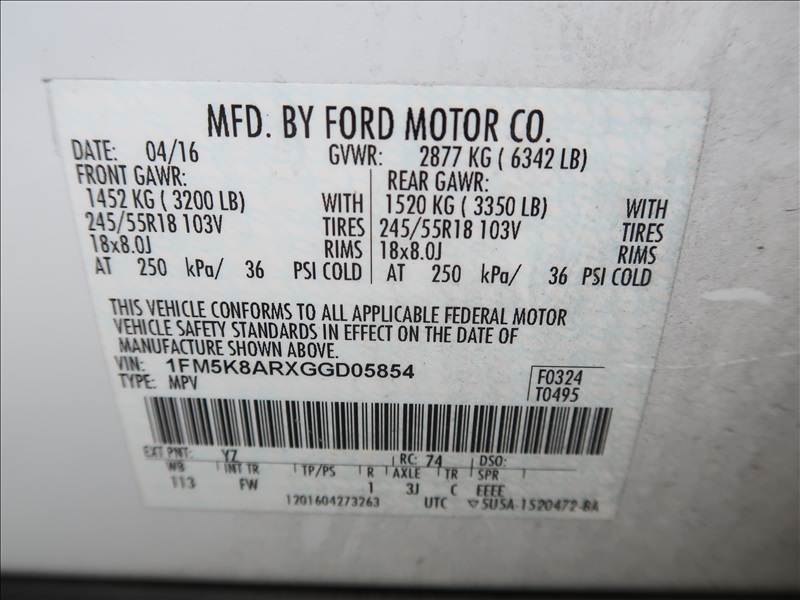 MFD. BY FORD MOTOR CO.
DATE: 04/16 GVWR: 2877 KG ( 6342 LB)
FRONT GAWR: REAR GAWR:
1452 KG ( 3200 LB) WITH 1520 KG ( 3350 LB) WITH
245/55R18 103V TIRES 245/55R18 103V TIRES
18x8.0J RIMS 18x8.0J RIMS
AT 250 kPa/ 36 PSI COLD AT 250 kPa/ 36 PSI COLD
THIS VEHICLE CONFORMS TO ALL APPLICABLE FEDERAL MOTOR
VEHICLE SAFETY STANDARDS IN EFFECT ON THE DATE OF
MANUFACTURE SHOWN ABOVE.
VIN: 1FM5K8ARXGGD05854 F0324
TYPE: MPV T0495
EXT PNT: YZ RC: 74 DSO:
WB INT TR TP/PS R AXLE TR SPR
113 FW 1 3J C EEEE
1201604273263 UTC ▽5U5A-1520472-BA